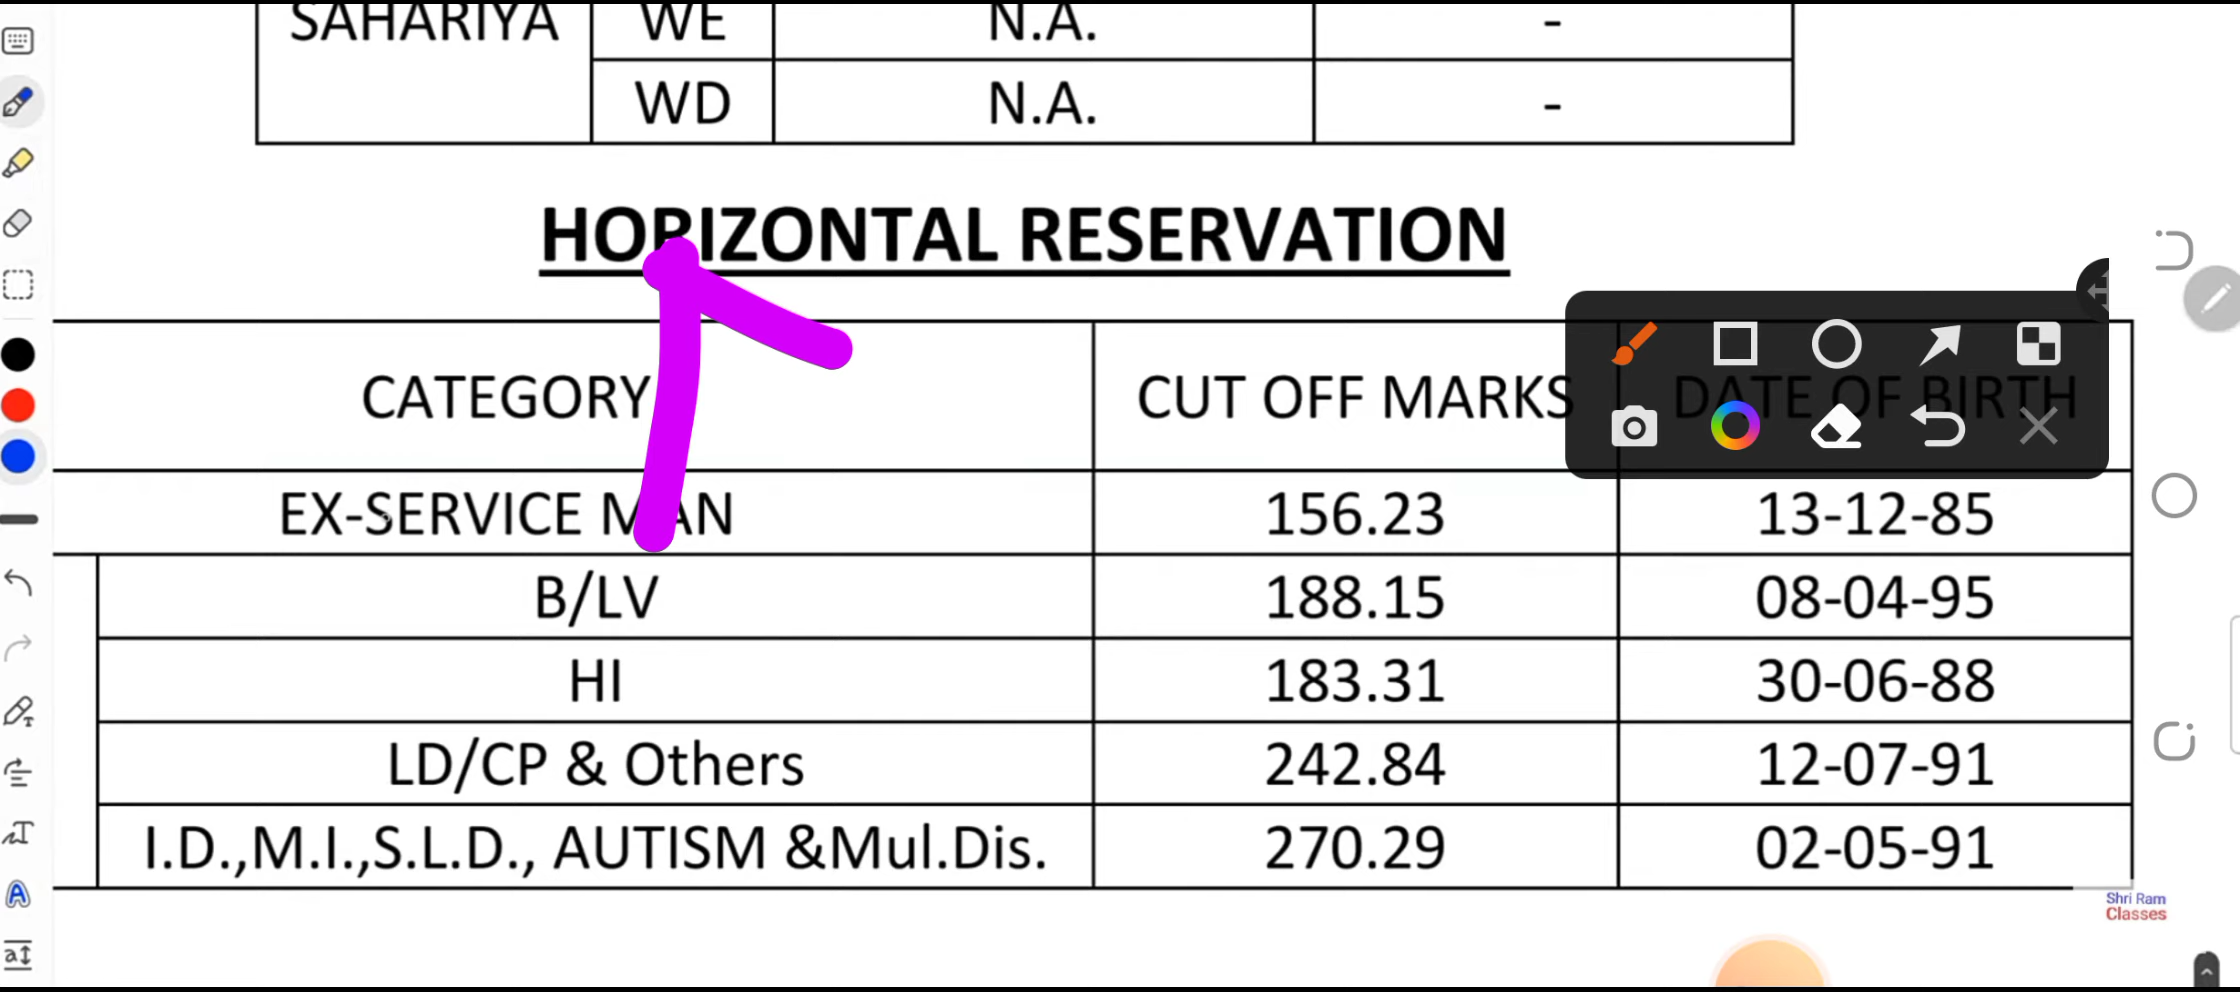 SAHARIYA WE N.A. -
WD N.A. -
HORIZONTAL RESERVATION
CATEGORY CUT OFF MARKS DATE OF BIRTH
EX-SERVICE MAN 156.23 13-12-85
B/LV 188.15 08-04-95
HI 183.31 30-06-88
LD/CP & Others 242.84 12-07-91
I.D.,M.I.,S.L.D., AUTISM &Mul.Dis. 270.29 02-05-91
Shri Ram
Classes